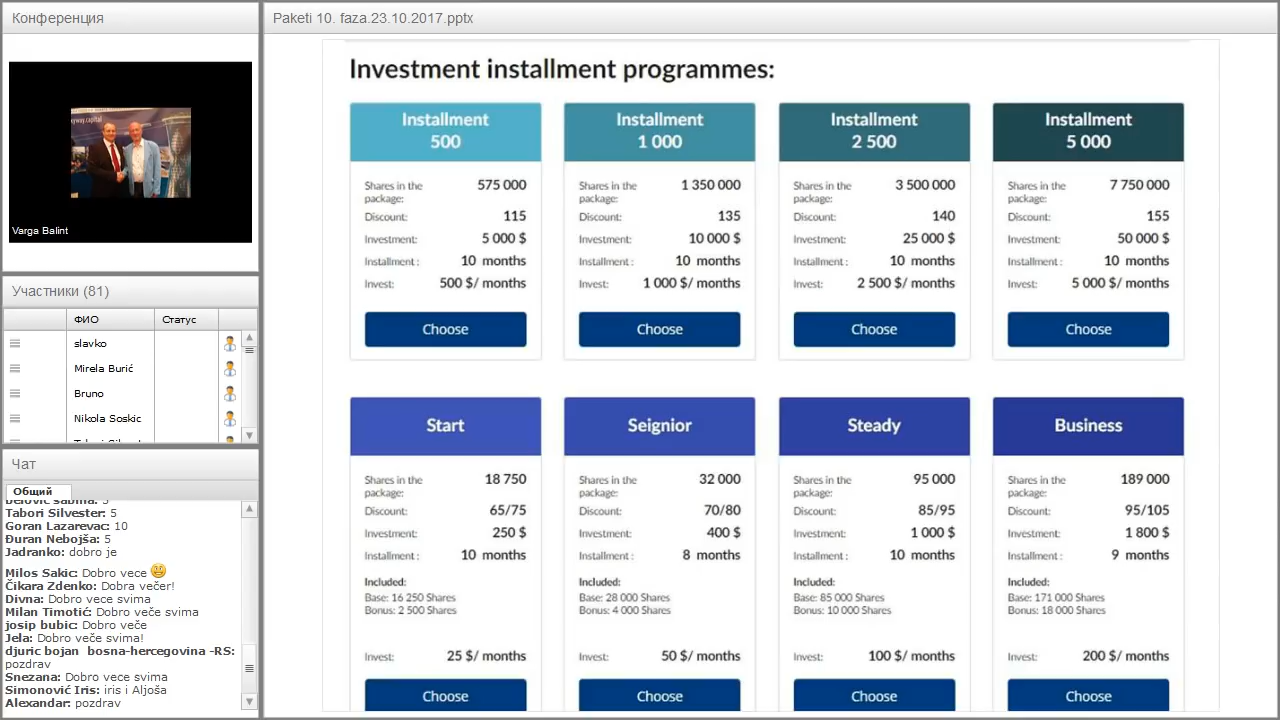 Конференция
kyway.capital
Varga Balint
Участники (81)
ФИО
Статус
slavko
Mirela Burić
Bruno
Nikola Soskic
Чат
Общий
Tabori Silvester: 5
Goran Lazarevac: 10
Đuran Nebojša: 5
Jadranko: dobro je
Milos Sakic: Dobro vece
Čikara Zdenko: Dobra večer!
Divna: Dobro vece svima
Milan Timotić: Dobro veče svima
josip bubic: Dobro veče
Jela: Dobro veče svima!
djuric bojan bosna-hercegovina -RS:
pozdrav
Snezana: Dobro vece svima
Simonović Iris: iris i Aljoša
Alexandar: pozdrav
Paketi 10. faza.23.10.2017.pptx
Investment installment programmes:
Installment
500
Shares in the
package:
575 000
Discount: 115
Investment: 5 000 $
Installment : 10 months
Invest: 500 $/ months
Choose
Installment
1 000
Shares in the
package:
1 350 000
Discount: 135
Investment: 10 000 $
Installment : 10 months
Invest: 1 000 $/ months
Choose
Installment
2 500
Shares in the
package:
3 500 000
Discount: 140
Investment: 25 000 $
Installment : 10 months
Invest: 2 500 $/ months
Choose
Installment
5 000
Shares in the
package:
7 750 000
Discount: 155
Investment: 50 000 $
Installment : 10 months
Invest: 5 000 $/ months
Choose
Start
Shares in the
package:
18 750
Discount: 65/75
Investment: 250 $
Installment : 10 months
Included:
Base: 16 250 Shares
Bonus: 2 500 Shares
Invest: 25 $/ months
Choose
Seignior
Shares in the
package:
32 000
Discount: 70/80
Investment: 400 $
Installment : 8 months
Included:
Base: 28 000 Shares
Bonus: 4 000 Shares
Invest: 50 $/ months
Choose
Steady
Shares in the
package:
95 000
Discount: 85/95
Investment: 1 000 $
Installment : 10 months
Included:
Base: 85 000 Shares
Bonus: 10 000 Shares
Invest: 100 $/ months
Choose
Business
Shares in the
package:
189 000
Discount: 95/105
Investment: 1 800 $
Installment : 9 months
Included:
Base: 171 000 Shares
Bonus: 18 000 Shares
Invest: 200 $/ months
Choose